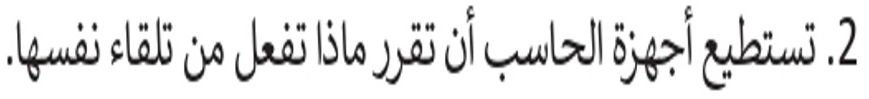 2. تستطيع أجهزة الحاسب أن تقرر ماذا تفعل من تلقاء نفسها.